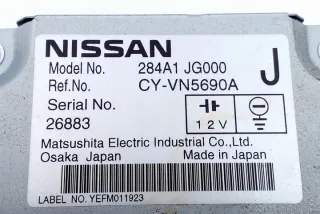 NISSAN
Model No. 284A1 JG000 J
Ref.No. CY-VN5690A
Serial No.
26883 12V
Matsushita Electric Industrial Co.,Ltd.
Osaka Japan Made in Japan
LABEL NO. YEFM011923